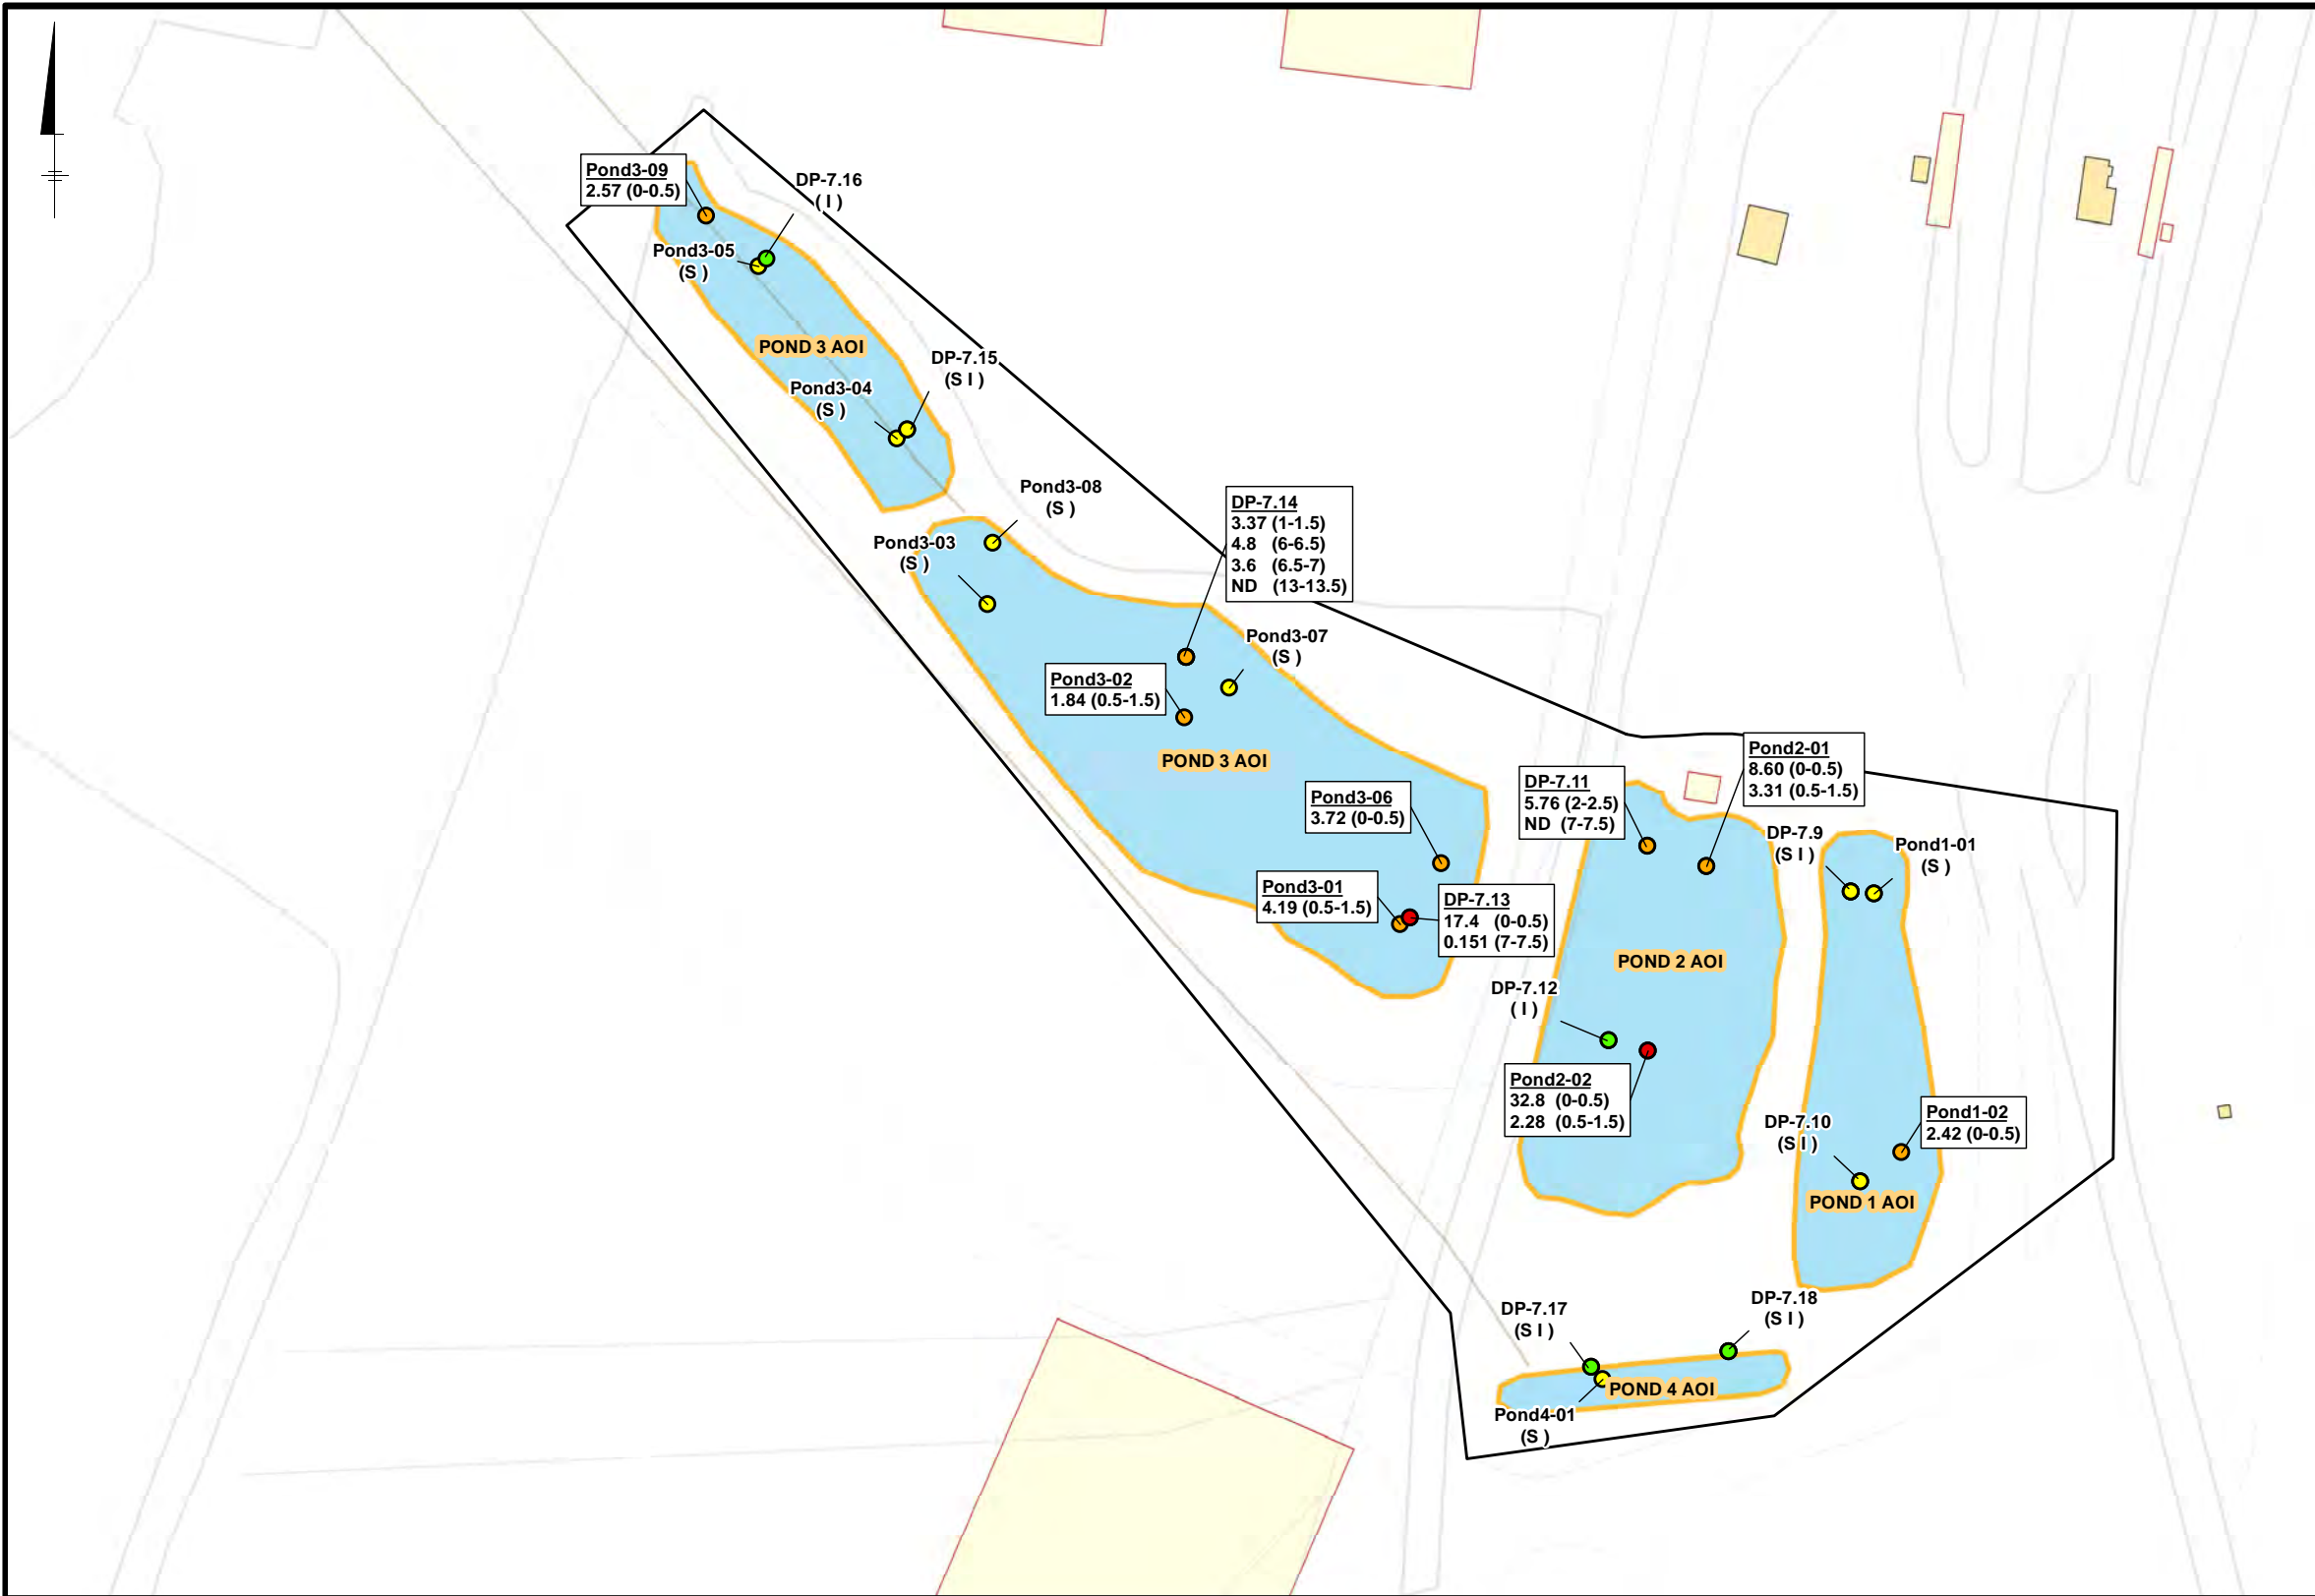 Pond3-09
2.57 (0-0.5)
DP-7.16
( I )
Pond3-05
(S )
POND 3 AOI
DP-7.15
(S I )
Pond3-04
(S )
Pond3-08
(S )
Pond3-03
(S )
DP-7.14
3.37 (1-1.5)
4.8 (6-6.5)
3.6 (6.5-7)
ND (13-13.5)
Pond3-07
(S )
Pond3-02
1.84 (0.5-1.5)
POND 3 AOI
Pond3-06
3.72 (0-0.5)
Pond3-01
4.19 (0.5-1.5)
DP-7.13
17.4 (0-0.5)
0.151 (7-7.5)
DP-7.11
5.76 (2-2.5)
ND (7-7.5)
Pond2-01
8.60 (0-0.5)
3.31 (0.5-1.5)
DP-7.9
(S I )
Pond1-01
(S )
POND 2 AOI
DP-7.12
( I )
Pond2-02
32.8 (0-0.5)
2.28 (0.5-1.5)
DP-7.10
(S I )
Pond1-02
2.42 (0-0.5)
POND 1 AOI
DP-7.17
(S I )
DP-7.18
(S I )
POND 4 AOI
Pond4-01
(S )